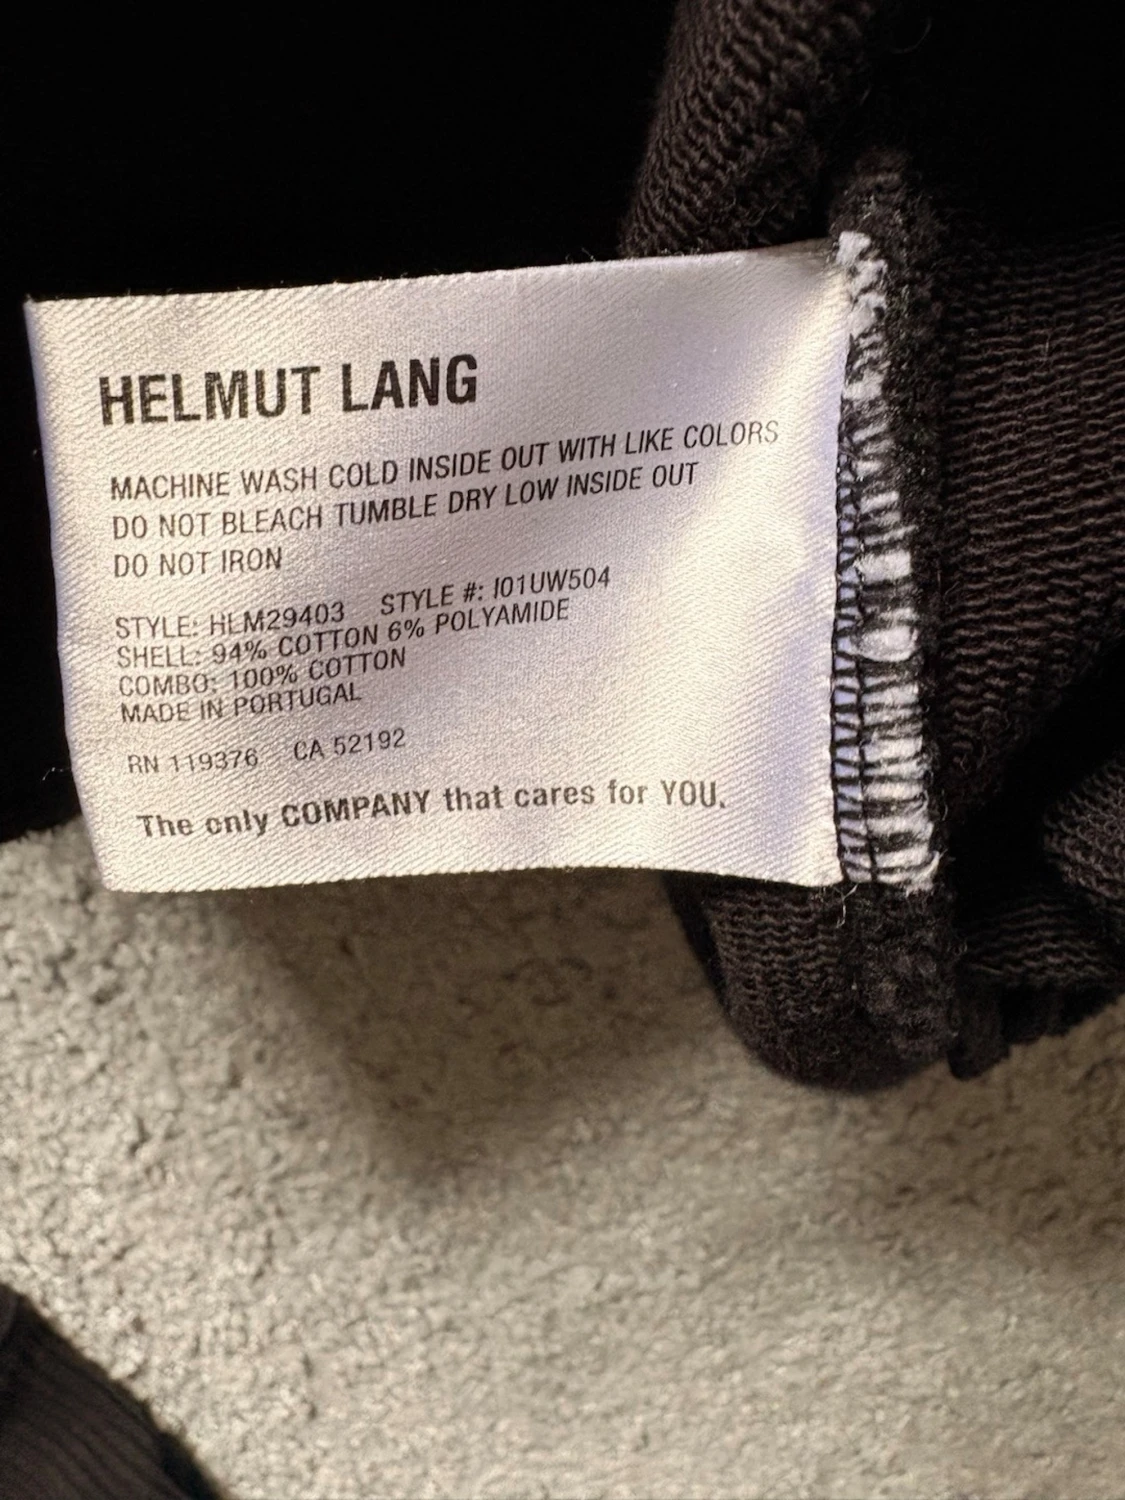 HELMUT LANG
MACHINE WASH COLD INSIDE OUT WITH LIKE COLORS
DO NOT BLEACH TUMBLE DRY LOW INSIDE OUT
DO NOT IRON
STYLE: HLM29403 STYLE #: I01UW504
SHELL: 94% COTTON 6% POLYAMIDE
COMBO: 100% COTTON
MADE IN PORTUGAL
RN 119376 CA 52192
The only COMPANY that cares for YOU.